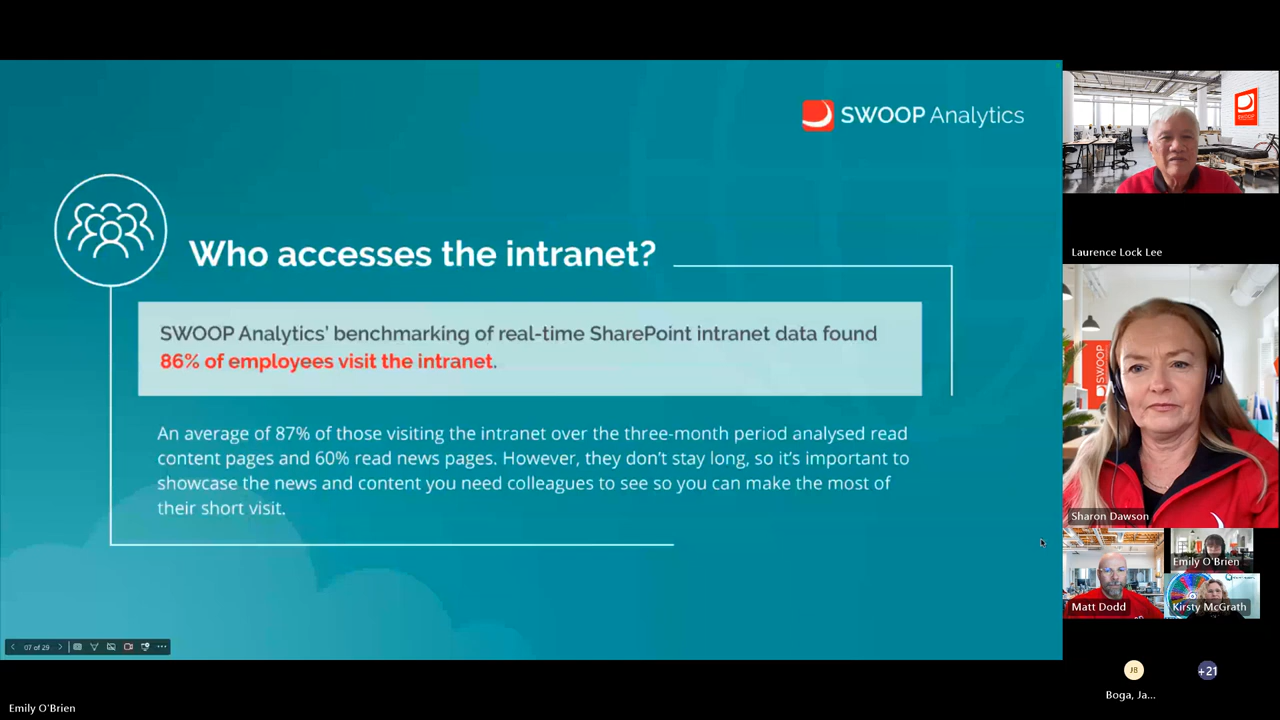 SWOOP Analytics
Who accesses the intranet?
SWOOP Analytics’ benchmarking of real-time SharePoint intranet data found
86% of employees visit the intranet.
An average of 87% of those visiting the intranet over the three-month period analysed read
content pages and 60% read news pages. However, they don’t stay long, so it’s important to
showcase the news and content you need colleagues to see so you can make the most of
their short visit.
07 of 29
Emily O'Brien
SWOOP
Laurence Lock Lee
SWOOP
Sharon Dawson
Matt Dodd
Emily O'Brien
Kirsty McGrath
JB
Boga, Ja...
+21